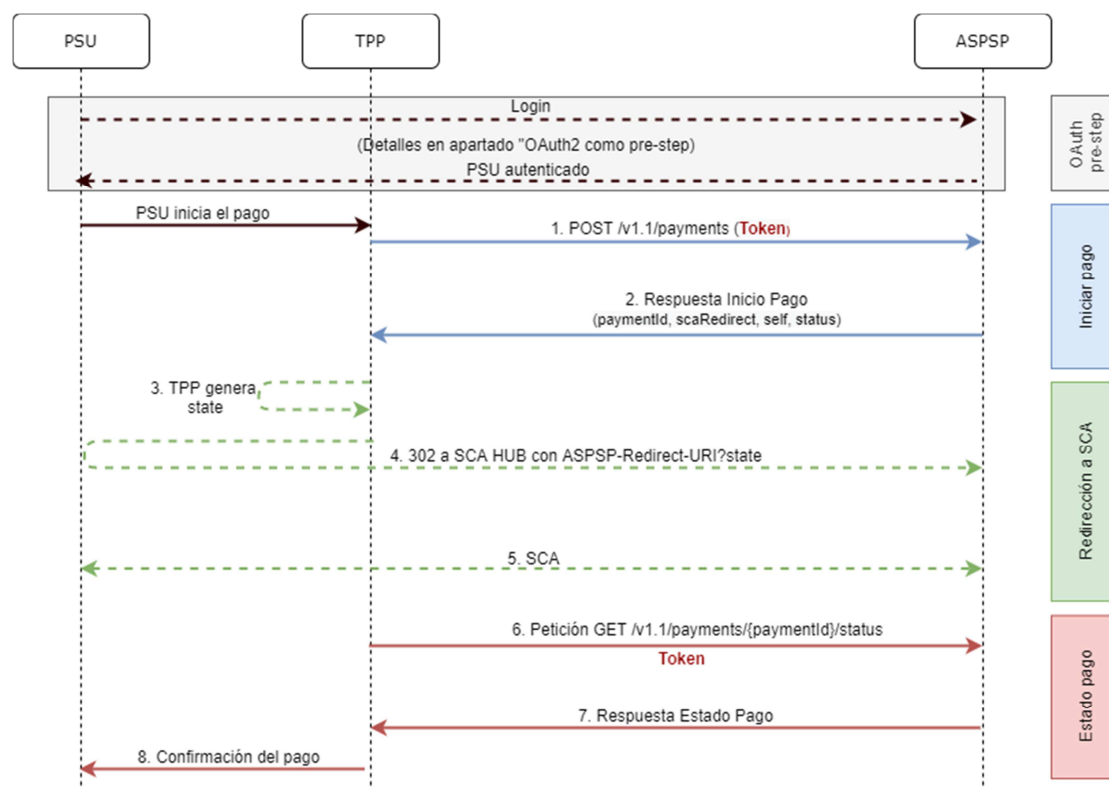 PSU
TPP
ASPSP
Login
(Detalles en apartado "OAuth2 como pre-step)
PSU autenticado
OAuth
pre-step
PSU inicia el pago
1. POST /v1.1/payments (Token)
2. Respuesta Inicio Pago
(paymentId, scaRedirect, self, status)
Iniciar pago
3. TPP genera
state
4. 302 a SCA HUB con ASPSP-Redirect-URI?state
5. SCA
Redirección a SCA
6. Petición GET /v1.1/payments/{paymentId}/status
Token
7. Respuesta Estado Pago
8. Confirmación del pago
Estado pago